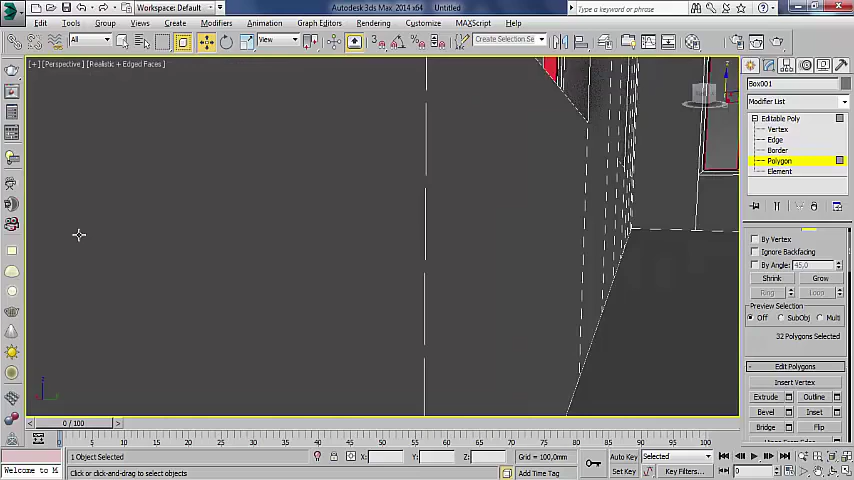 Workspace: Default
Autodesk 3ds Max 2014 x64 Untitled
Type a keyword or phrase
Edit Tools Group Views Create Modifiers Animation Graph Editors Rendering Customize MAXScript Help
All View Create Selection Se
[+] [Perspective ] [Realistic + Edged Faces ]
Box001
Modifier List
Editable Poly
Vertex
Edge
Border
Polygon
Element
By Vertex
Ignore Backfacing
By Angle: 45,0
Shrink Grow
Ring Loop
Preview Selection
Off SubObj Multi
32 Polygons Selected
Edit Polygons
Insert Vertex
Extrude Outline
Bevel Inset
Bridge Flip
0 / 100
0 5 10 15 20 25 30 35 40 45 50 55 60 65 70 75 80 85 90 95 100
1 Object Selected X: Y: Z: Grid = 100,0mm Auto Key Selected
Welcome to M Click or click-and-drag to select objects Add Time Tag Set Key Key Filters... 0